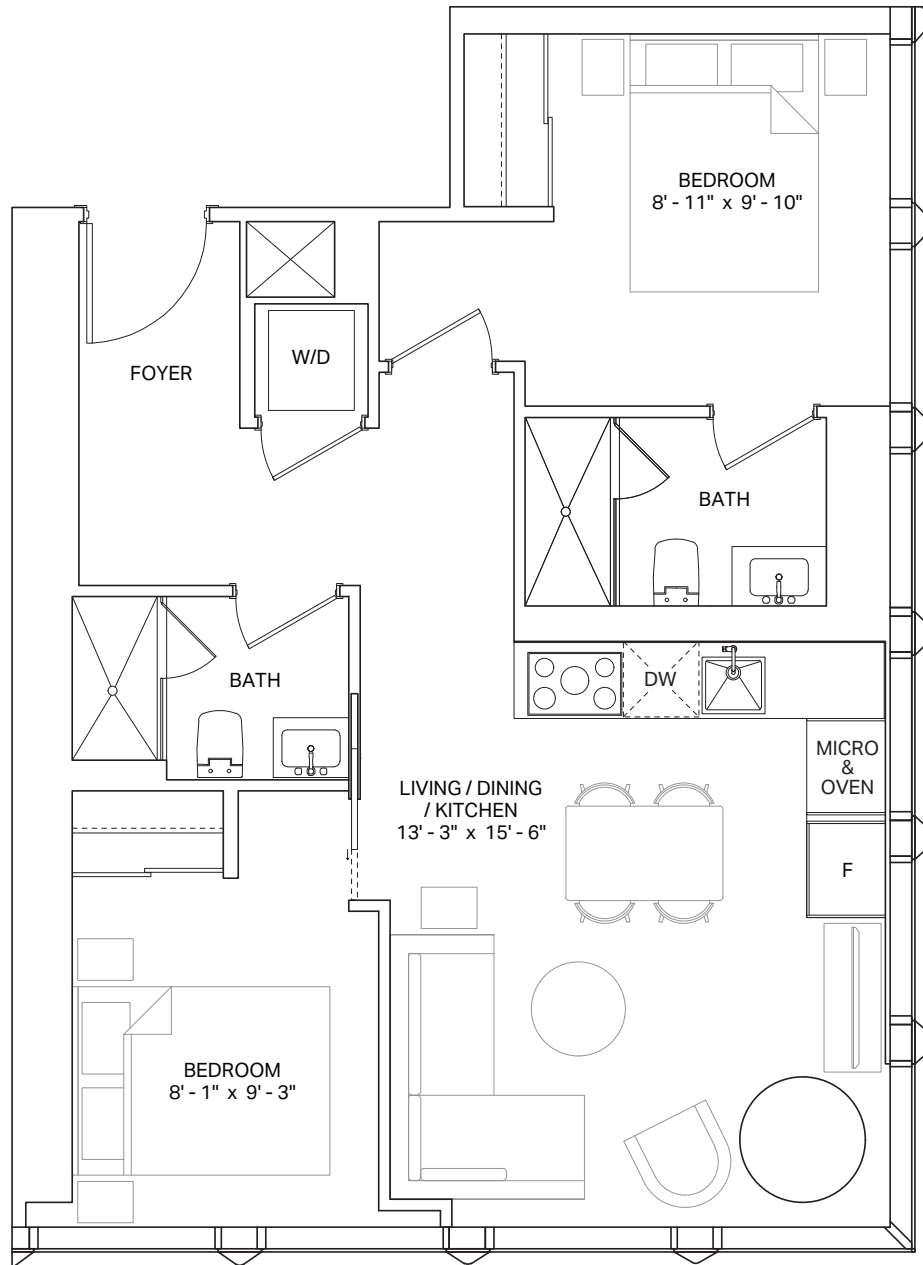 BEDROOM
8' - 11" x 9' - 10"
FOYER
W/D
BATH
BATH
DW
MICRO
&
OVEN
LIVING / DINING
/ KITCHEN
13' - 3" x 15' - 6"
F
BEDROOM
8' - 1" x 9' - 3"